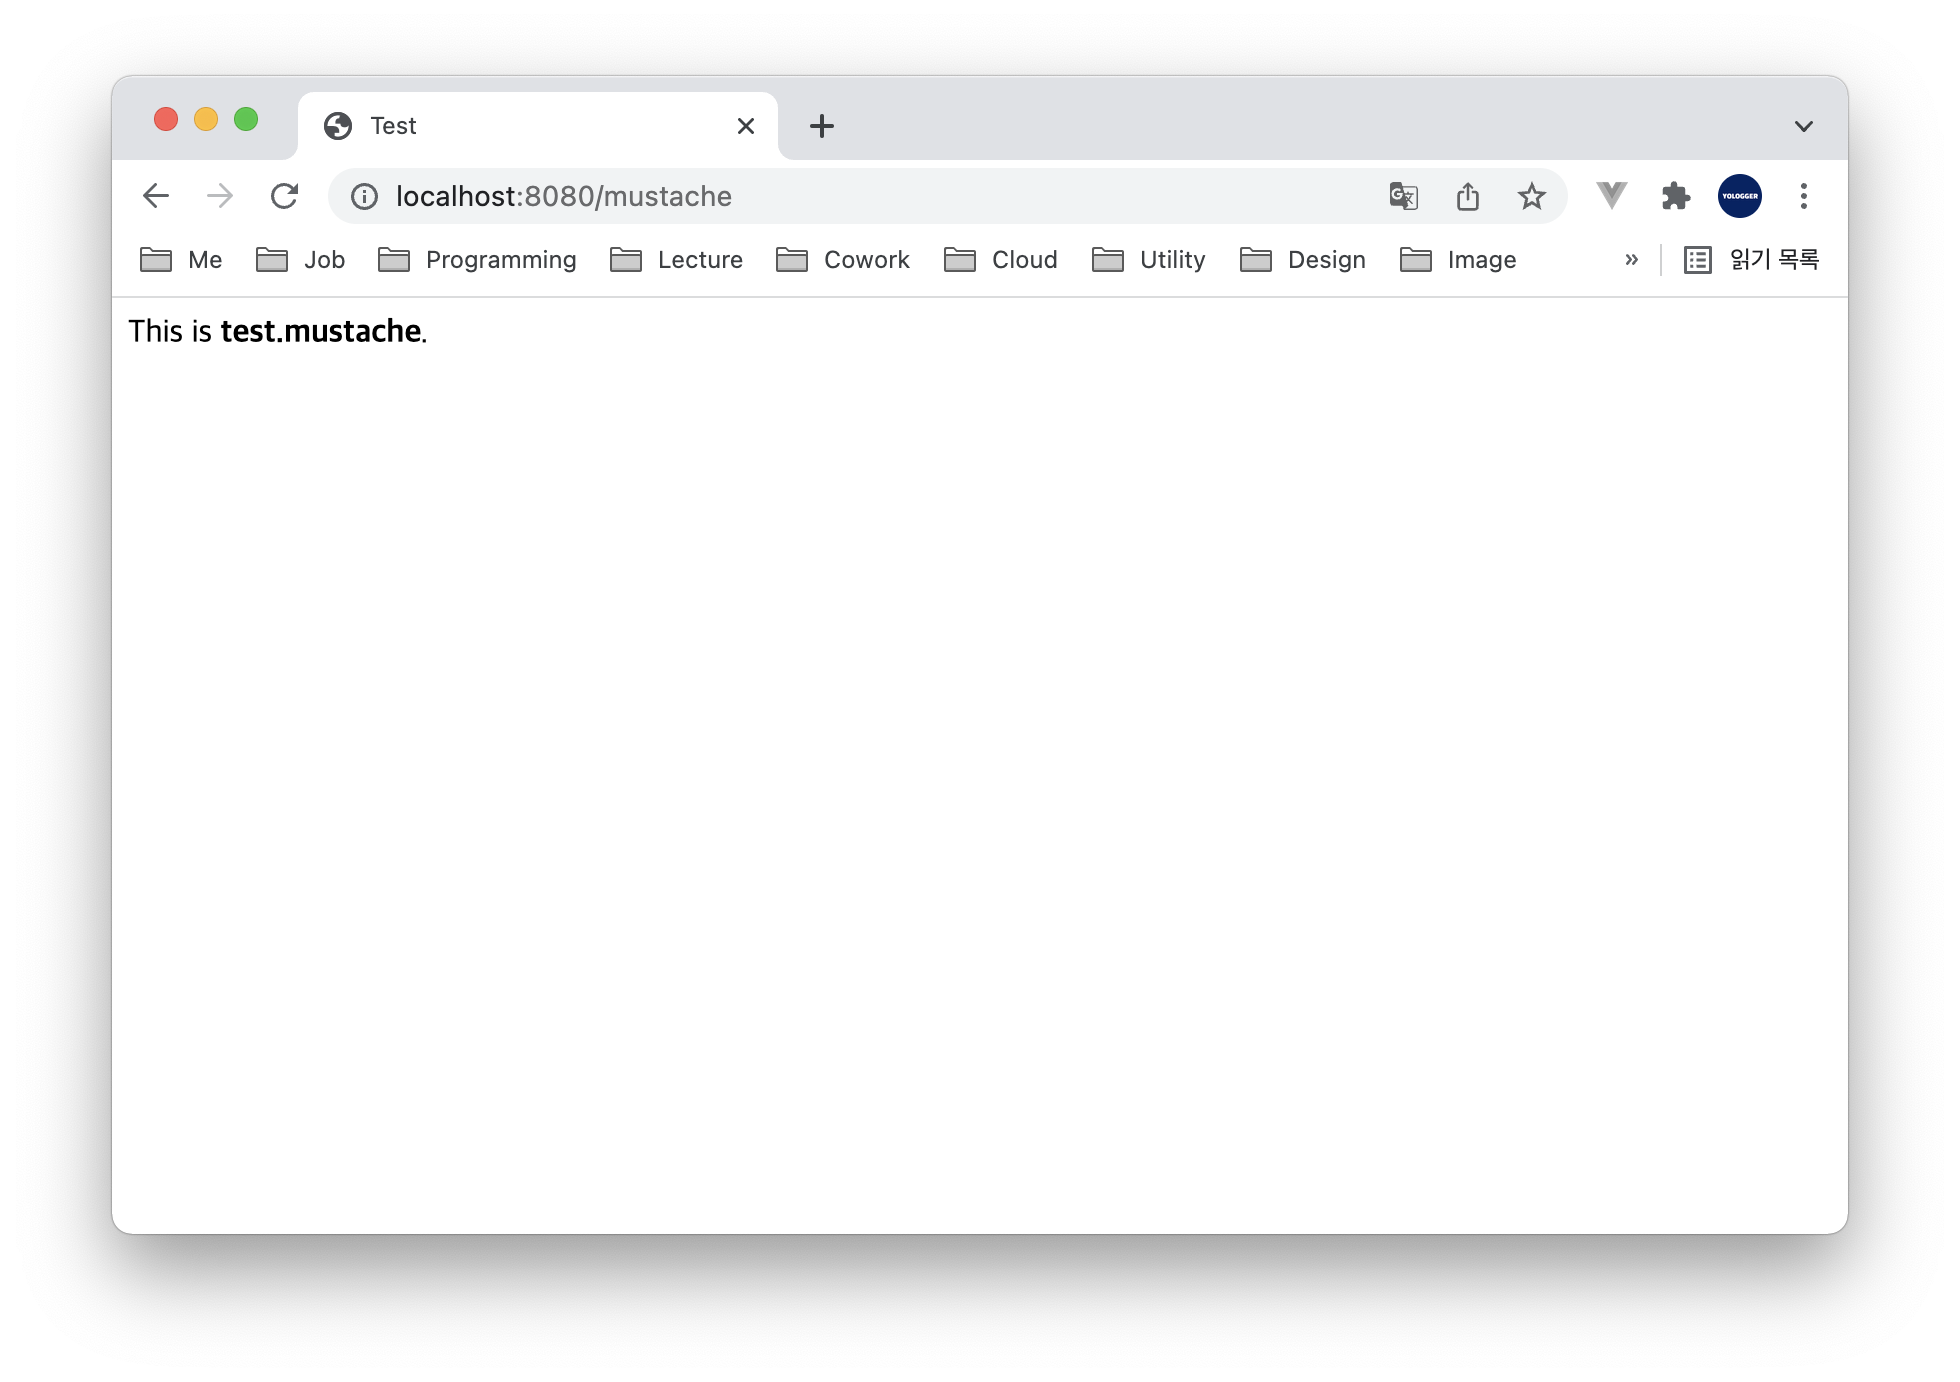 Test
localhost:8080/mustache
YOLOGGER
Me Job Programming Lecture Cowork Cloud Utility Design Image » 읽기 목록
This is test.mustache.